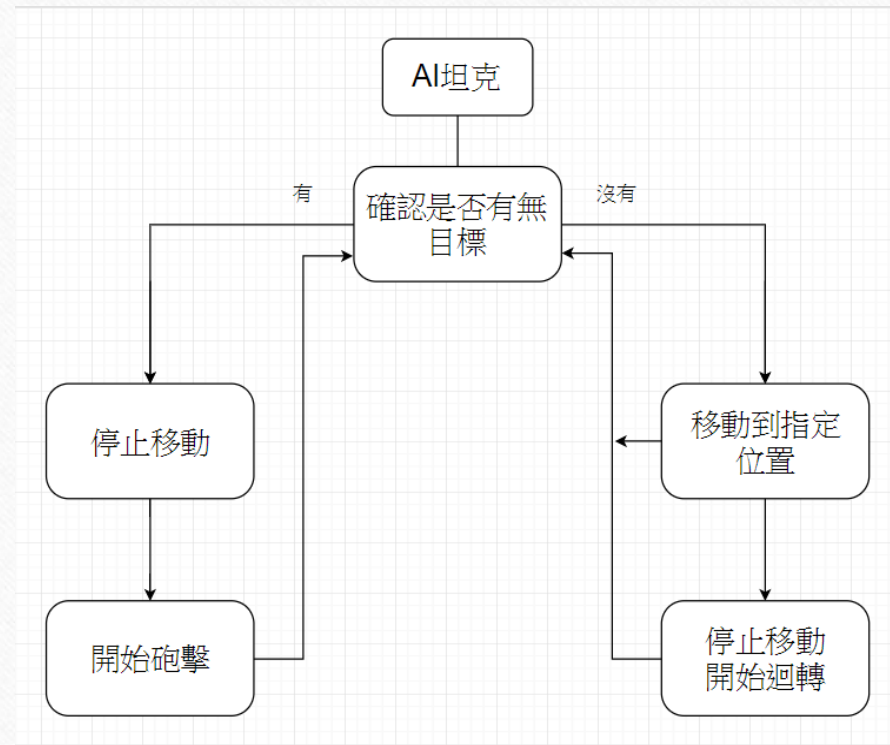 AI坦克
有
確認是否有無
目標
沒有
停止移動
移動到指定
位置
開始砲擊
停止移動
開始迴轉